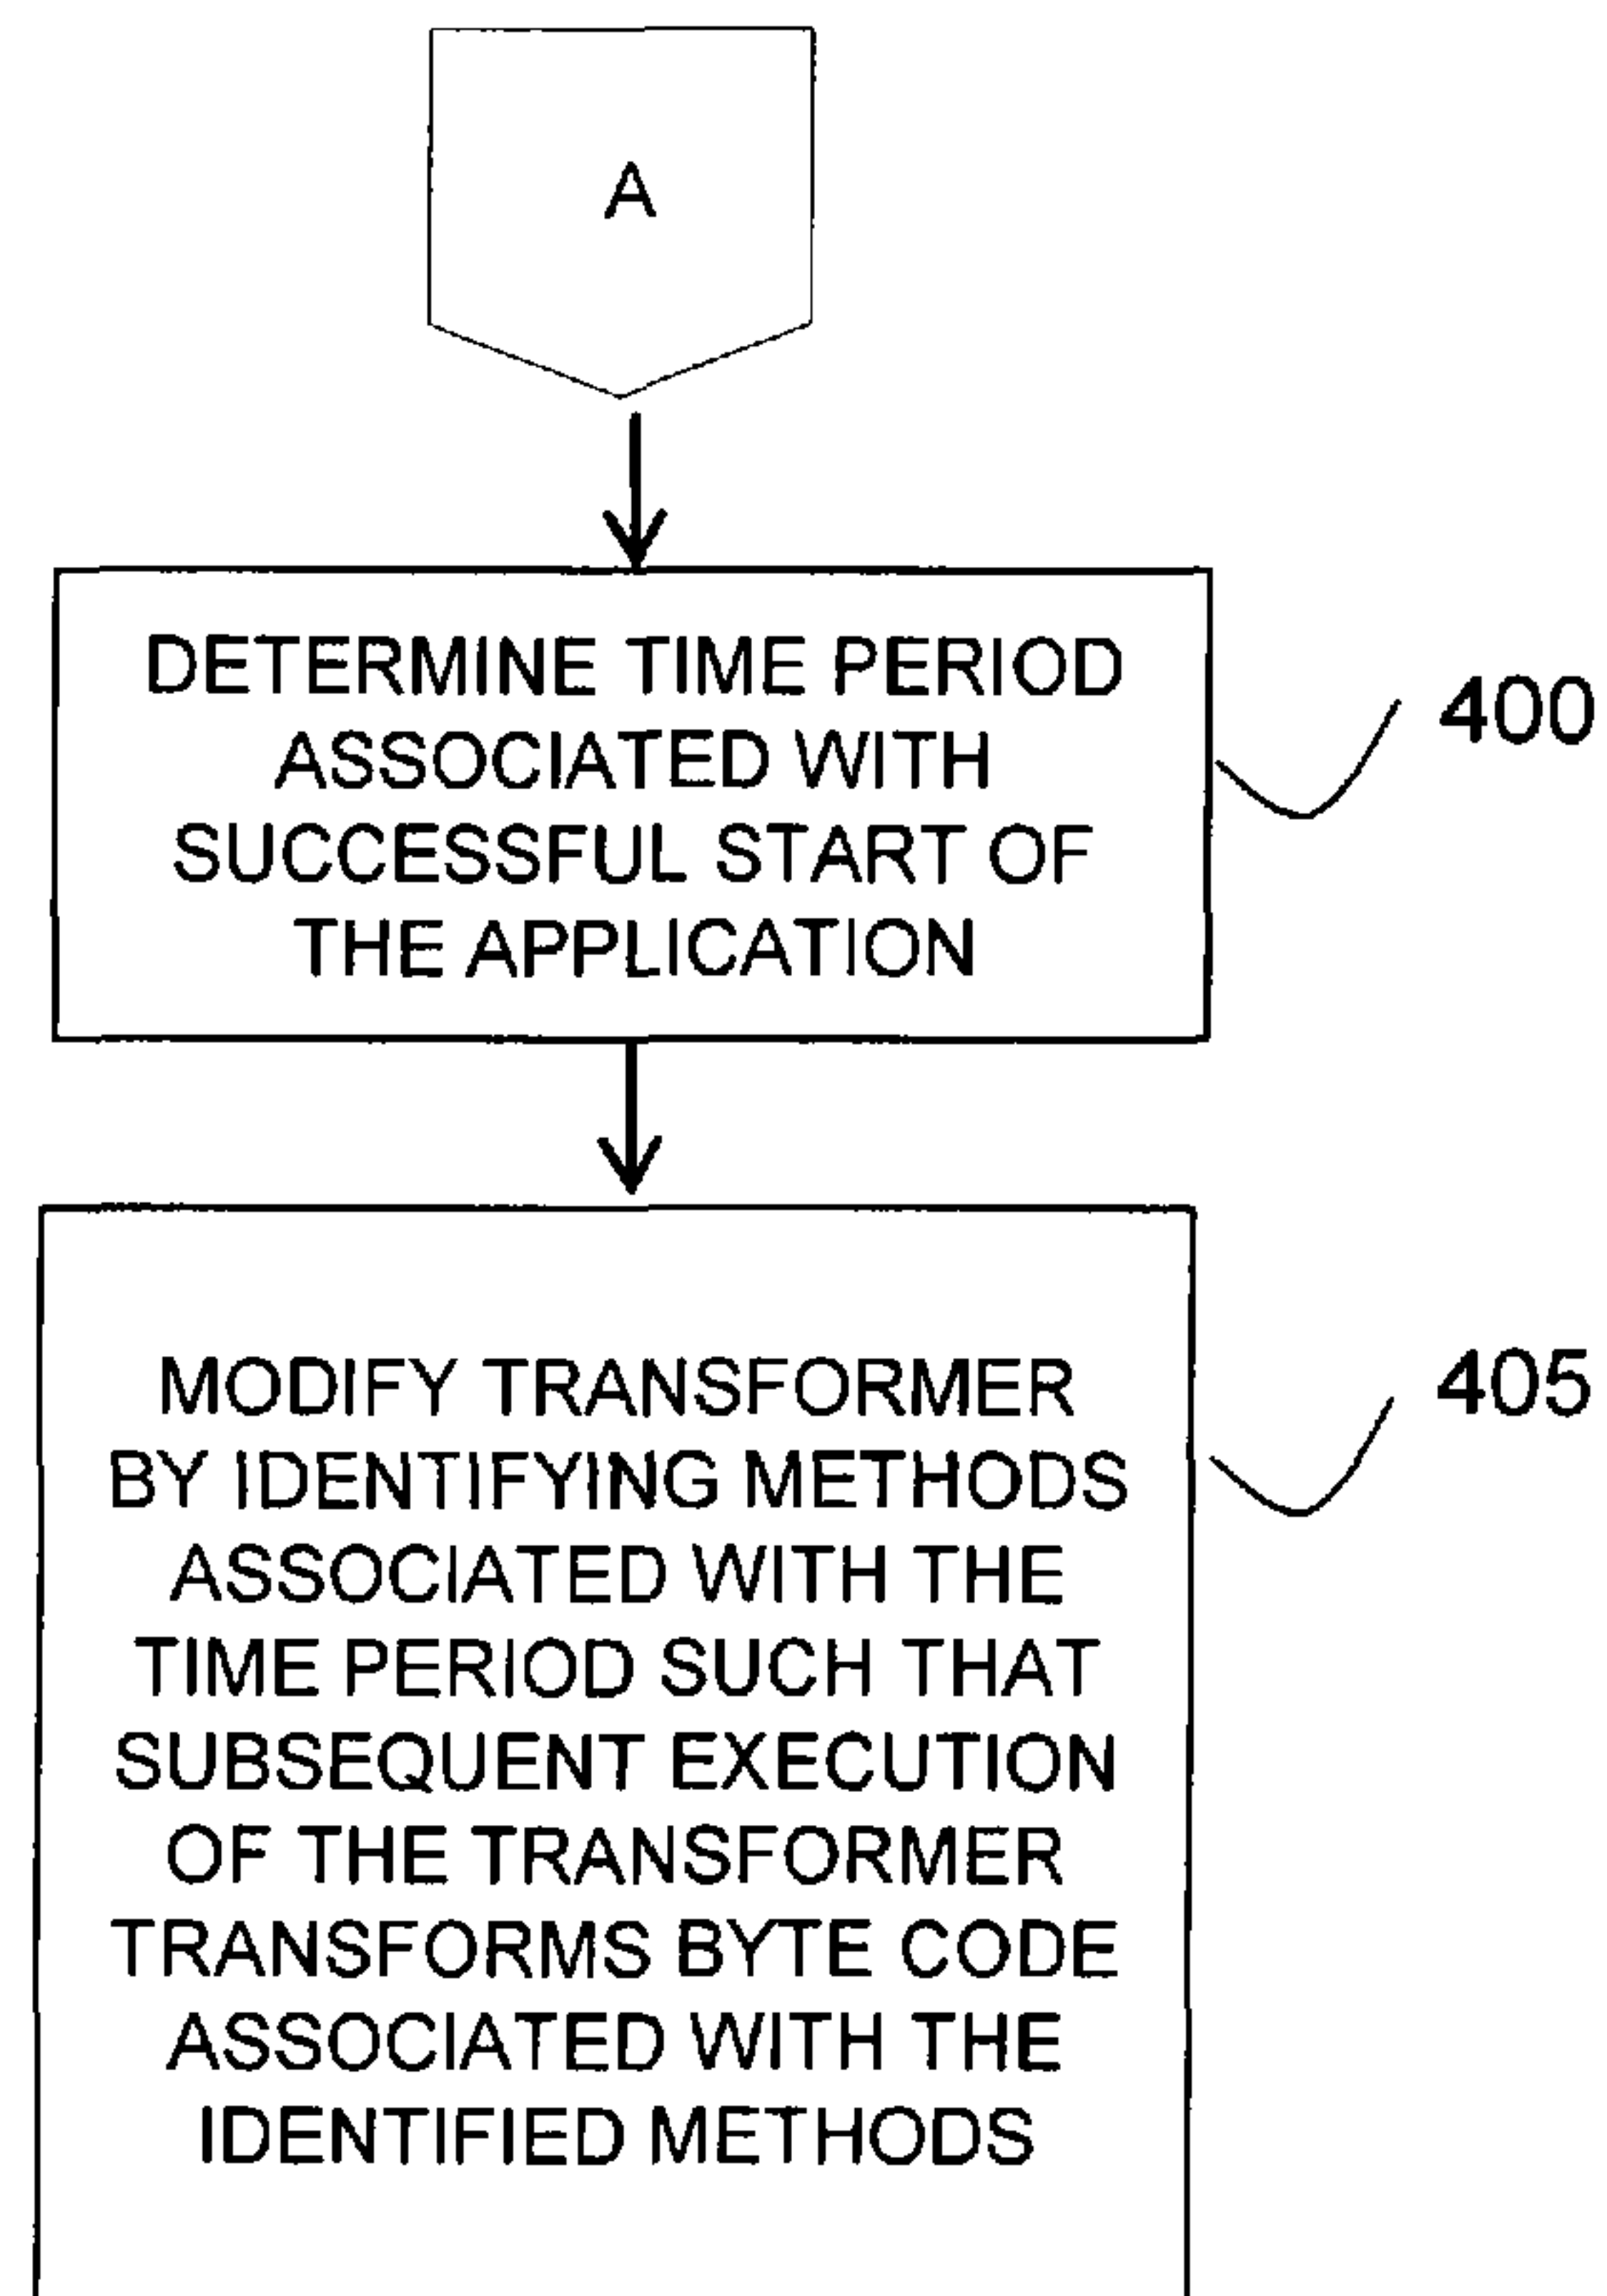 A
DETERMINE TIME PERIOD
ASSOCIATED WITH
SUCCESSFUL START OF
THE APPLICATION
400
MODIFY TRANSFORMER
BY IDENTIFYING METHODS
ASSOCIATED WITH THE
TIME PERIOD SUCH THAT
SUBSEQUENT EXECUTION
OF THE TRANSFORMER
TRANSFORMS BYTE CODE
ASSOCIATED WITH THE
IDENTIFIED METHODS
405